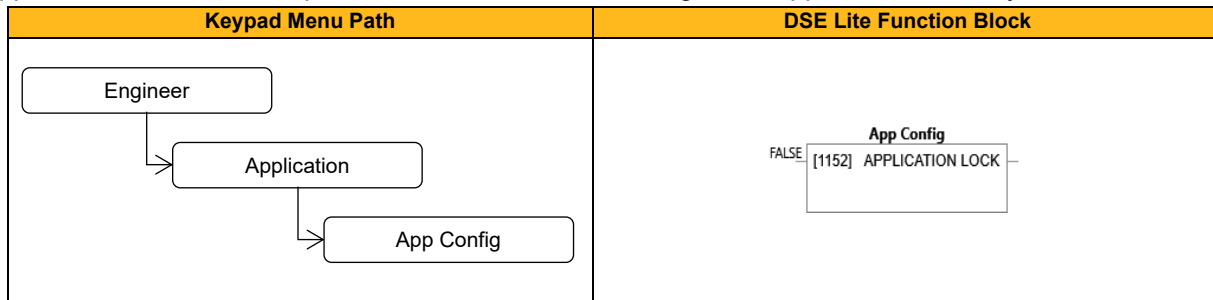 Keypad Menu Path
DSE Lite Function Block
Engineer
Application
App Config
App Config
FALSE
[1152] APPLICATION LOCK